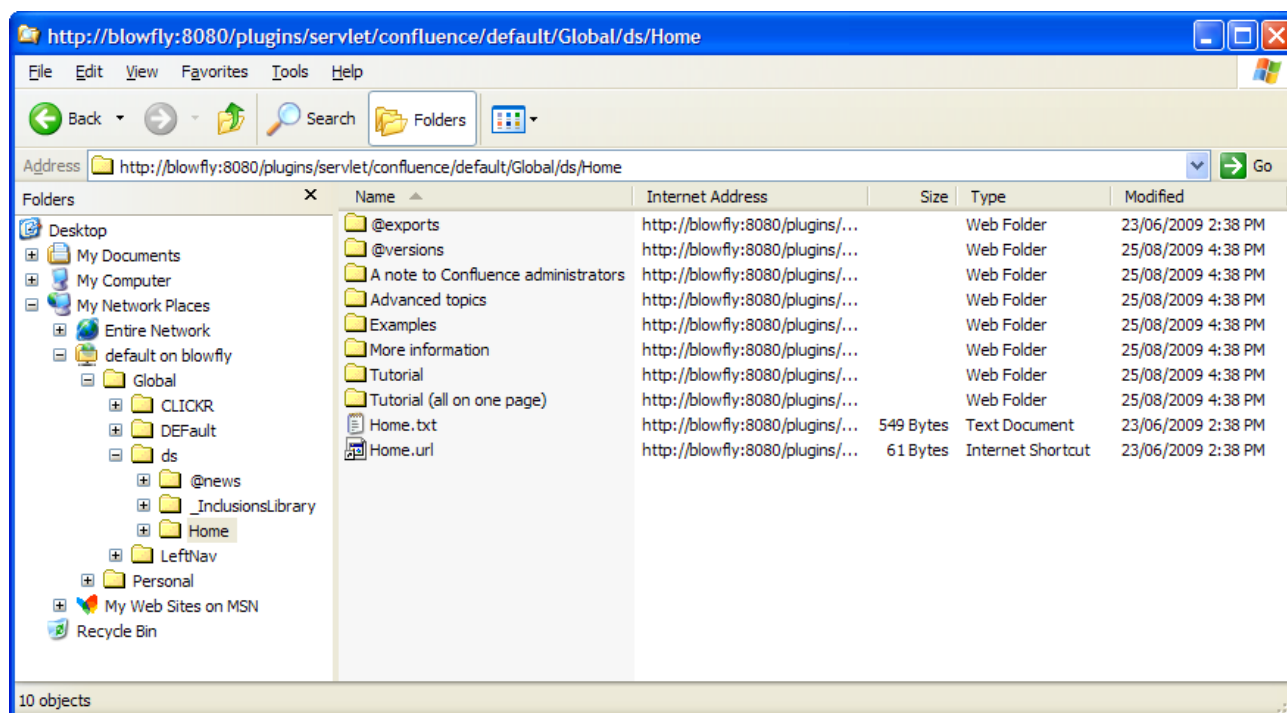 http://blowfly:8080/plugins/servlet/confluence/default/Global/ds/Home
File Edit View Favorites Tools Help
Back Search Folders
Address http://blowfly:8080/plugins/servlet/confluence/default/Global/ds/Home Go
Folders X
Desktop
My Documents
My Computer
My Network Places
Entire Network
default on blowfly
Global
CLICKR
DEFault
ds
@news
_InclusionsLibrary
Home
LeftNav
Personal
My Web Sites on MSN
Recycle Bin
Name Internet Address Size Type Modified
@exports http://blowfly:8080/plugins/... Web Folder 23/06/2009 2:38 PM
@versions http://blowfly:8080/plugins/... Web Folder 25/08/2009 4:38 PM
A note to Confluence administrators http://blowfly:8080/plugins/... Web Folder 25/08/2009 4:38 PM
Advanced topics http://blowfly:8080/plugins/... Web Folder 25/08/2009 4:38 PM
Examples http://blowfly:8080/plugins/... Web Folder 25/08/2009 4:38 PM
More information http://blowfly:8080/plugins/... Web Folder 25/08/2009 4:38 PM
Tutorial http://blowfly:8080/plugins/... Web Folder 25/08/2009 4:38 PM
Tutorial (all on one page) http://blowfly:8080/plugins/... Web Folder 25/08/2009 4:38 PM
Home.txt http://blowfly:8080/plugins/... 549 Bytes Text Document 23/06/2009 2:38 PM
Home.url http://blowfly:8080/plugins/... 61 Bytes Internet Shortcut 23/06/2009 2:38 PM
10 objects